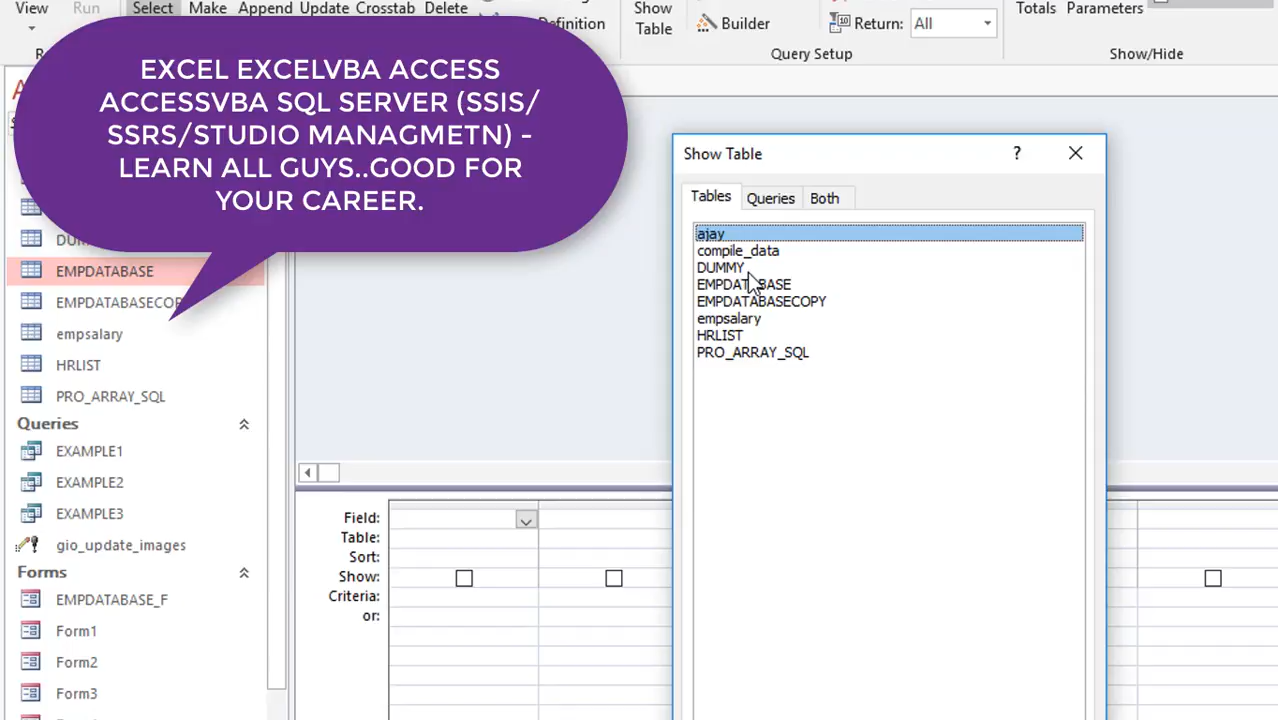 View Run Select Make Append Update Crosstab Delete Show Totals Parameters
Definition Table Builder Return: All
Query Setup Show/Hide
EXCEL EXCELVBA ACCESS
ACCESSVBA SQL SERVER (SSIS/
SSRS/STUDIO MANAGMETN) -
LEARN ALL GUYS..GOOD FOR
YOUR CAREER.
EMPDATABASE
EMPDATABASECOP
empsalary
HRLIST
PRO_ARRAY_SQL
Queries
EXAMPLE1
EXAMPLE2
EXAMPLE3
gio_update_images
Forms
EMPDATABASE_F
Form1
Form2
Form3
Show Table
?
Tables Queries Both
ajay
compile_data
DUMMY
EMPDATABASE
EMPDATABASECOPY
empsalary
HRLIST
PRO_ARRAY_SQL
Field:
Table:
Sort:
Show:
Criteria:
or: